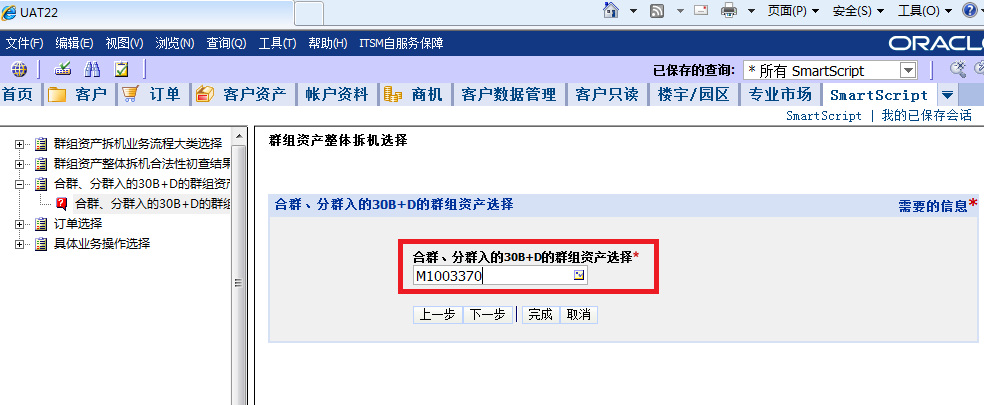 UAT22
页面(P)
安全(S)
工具(O)
文件(F) 编辑(E) 视图(V) 浏览(N) 查询(Q) 工具(T) 帮助(H) ITSM自服务保障
已保存的查询: * 所有 SmartScript
首页 客户 订单 客户资产 帐户资料 商机 客户数据管理 客户只读 楼宇/园区 专业市场 SmartScript
SmartScript | 我的已保存会话
群组资产拆机业务流程大类选择
群组资产整体拆机合法性初查结果
合群、分群入的30B+D的群组资产
合群、分群入的30B+D的群组
订单选择
具体业务操作选择
群组资产整体拆机选择
合群、分群入的30B+D的群组资产选择 需要的信息*
合群、分群入的30B+D的群组资产选择*
M1003370
上一步 下一步 完成 取消